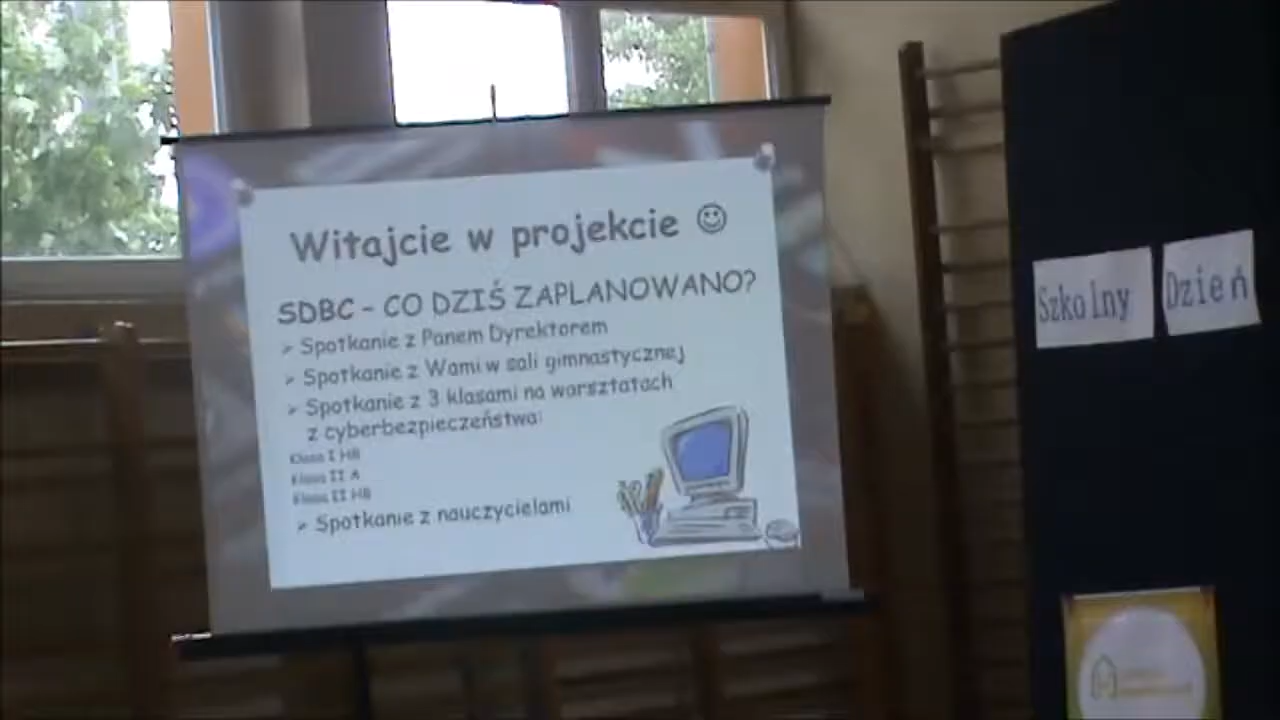 Witajcie w projekcie ☺
SDBC - CO DZIŚ ZAPLANOWANO?
➢ Spotkanie z Panem Dyrektorem
➢ Spotkanie z Wami w sali gimnastycznej
➢ Spotkanie z 3 klasami na warsztatach
z cyberbezpieczeństwa:
Klasa I HB
Klasa II A
Klasa II HB
➢ Spotkanie z nauczycielami
Szkolny Dzień